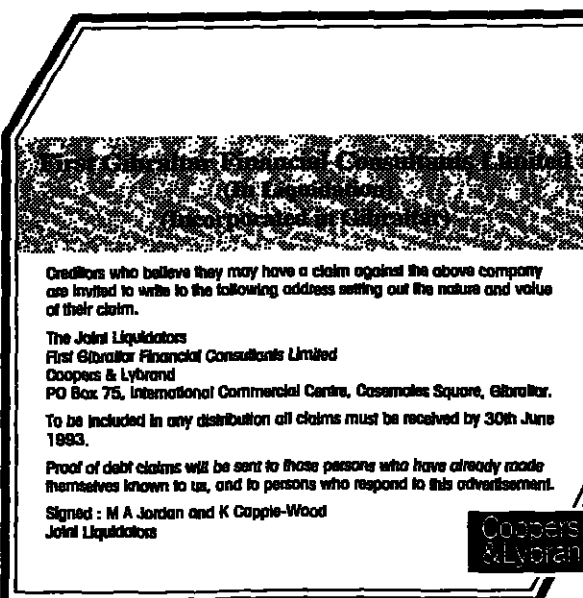 First Gibraltar Financial Consultants Limited
(In Liquidation)
(Incorporated in Gibraltar)
Creditors who believe they may have a claim against the above company
are invited to write to the following address setting out the nature and value
of their claim.
The Joint Liquidators
First Gibraltar Financial Consultants Limited
Coopers & Lybrand
PO Box 75, International Commercial Centre, Casemates Square, Gibraltar.
To be included in any distribution all claims must be received by 30th June
1993.
Proof of debt claims will be sent to those persons who have already made
themselves known to us, and to persons who respond to this advertisement.
Signed : M A Jordan and K Copple-Wood
Joint Liquidators
Coopers
&Lybran